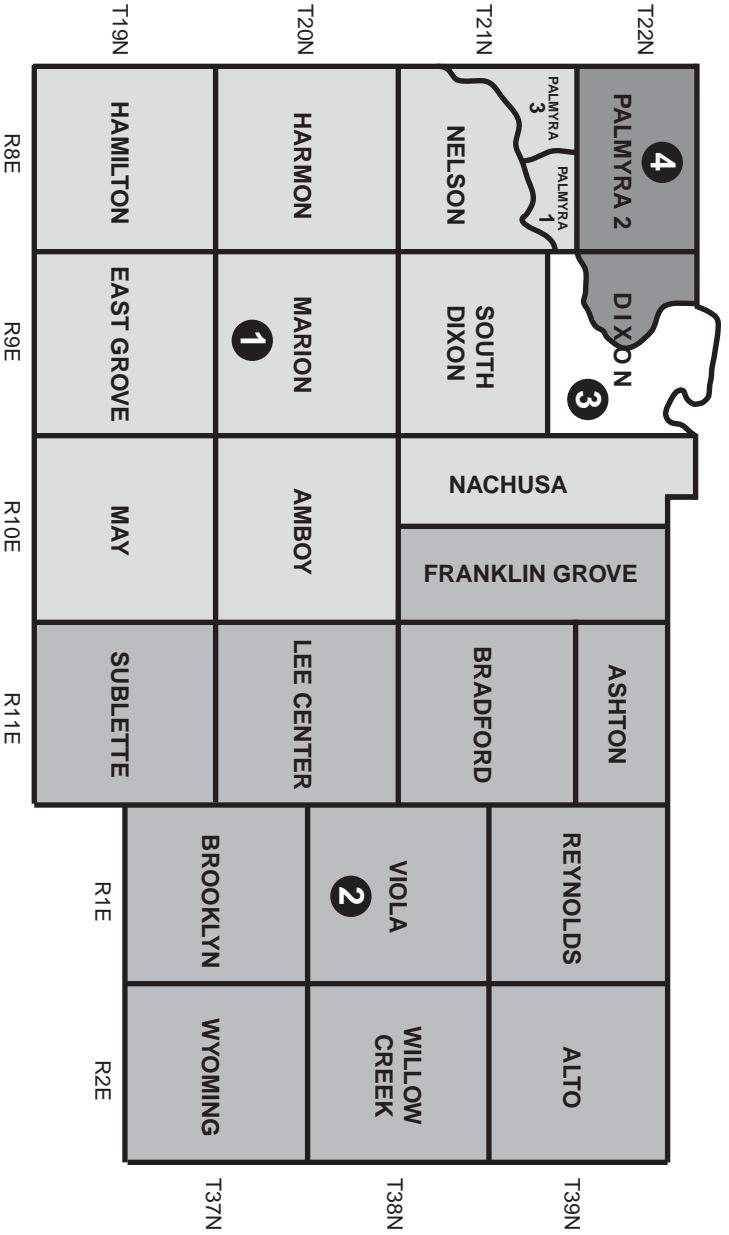 T22N
4
PALMYRA 2
DIXON
3
ASHTON
REYNOLDS
ALTO
T39N
PALMYRA
3
PALMYRA
1
T21N
NELSON
SOUTH
DIXON
NACHUSA
FRANKLIN GROVE
BRADFORD
VIOLA
2
WILLOW
CREEK
T38N
T20N
HARMON
MARION
1
AMBOY
LEE CENTER
BROOKLYN
WYOMING
T37N
T19N
HAMILTON
EAST GROVE
MAY
SUBLETTE
R1E
R2E
R8E
R9E
R10E
R11E